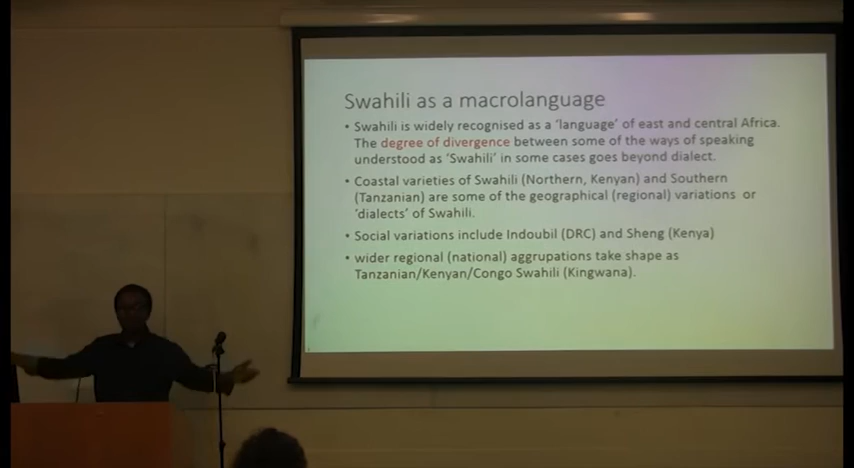 Swahili as a macrolanguage
• Swahili is widely recognised as a 'language' of east and central Africa.
The degree of divergence between some of the ways of speaking
understood as 'Swahili' in some cases goes beyond dialect.
• Coastal varieties of Swahili (Northern, Kenyan) and Southern
(Tanzanian) are some of the geographical (regional) variations or
'dialects' of Swahili.
• Social variations include Indoubil (DRC) and Sheng (Kenya)
• wider regional (national) aggrupations take shape as
Tanzanian/Kenyan/Congo Swahili (Kingwana).